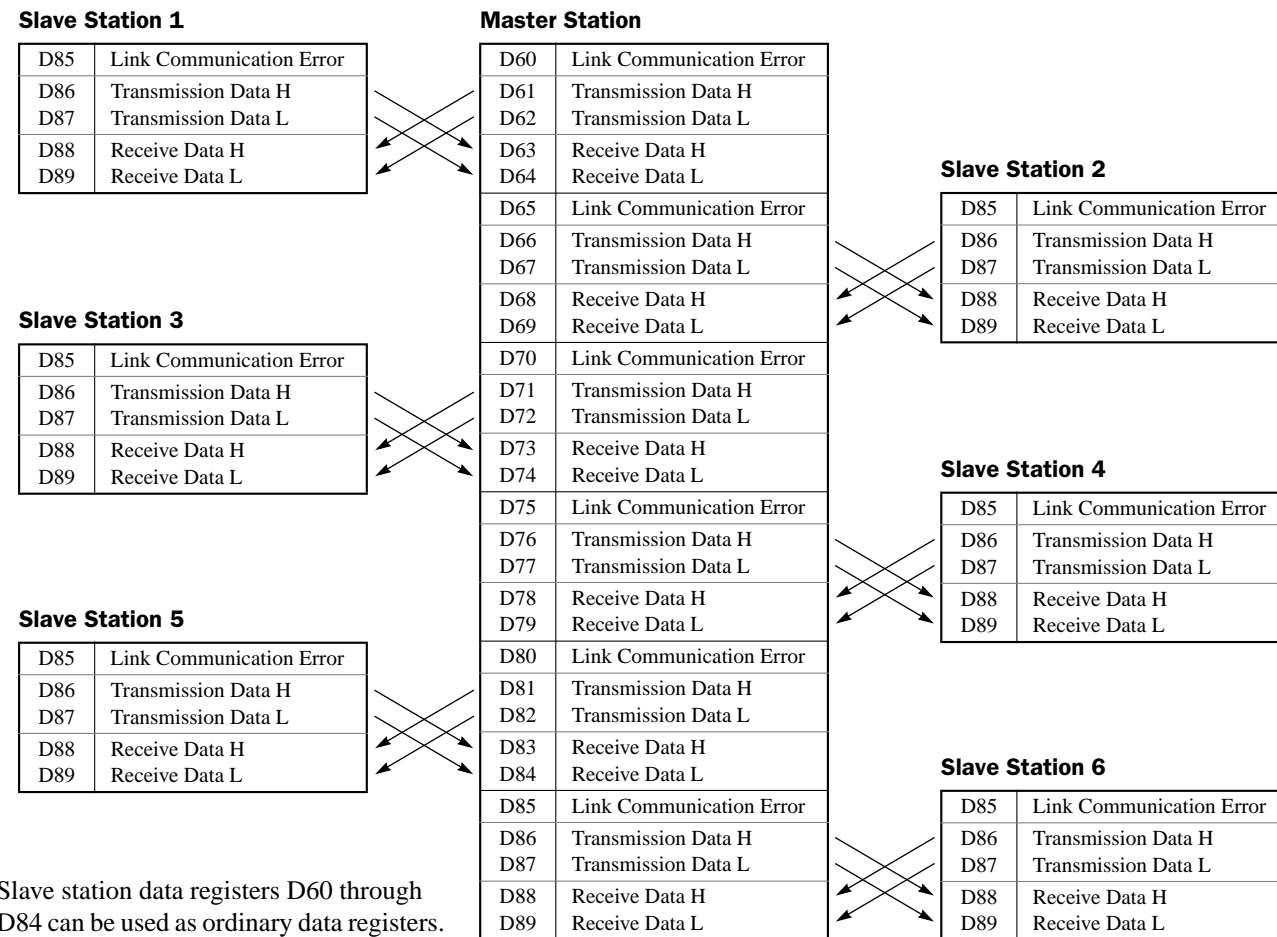 Slave Station 1
D85 Link Communication Error
D86 Transmission Data H
D87 Transmission Data L
D88 Receive Data H
D89 Receive Data L
Slave Station 3
D85 Link Communication Error
D86 Transmission Data H
D87 Transmission Data L
D88 Receive Data H
D89 Receive Data L
Slave Station 5
D85 Link Communication Error
D86 Transmission Data H
D87 Transmission Data L
D88 Receive Data H
D89 Receive Data L
Slave station data registers D60 through
D84 can be used as ordinary data registers.
Master Station
D60 Link Communication Error
D61 Transmission Data H
D62 Transmission Data L
D63 Receive Data H
D64 Receive Data L
D65 Link Communication Error
D66 Transmission Data H
D67 Transmission Data L
D68 Receive Data H
D69 Receive Data L
D70 Link Communication Error
D71 Transmission Data H
D72 Transmission Data L
D73 Receive Data H
D74 Receive Data L
D75 Link Communication Error
D76 Transmission Data H
D77 Transmission Data L
D78 Receive Data H
D79 Receive Data L
D80 Link Communication Error
D81 Transmission Data H
D82 Transmission Data L
D83 Receive Data H
D84 Receive Data L
D85 Link Communication Error
D86 Transmission Data H
D87 Transmission Data L
D88 Receive Data H
D89 Receive Data L
Slave Station 2
D85 Link Communication Error
D86 Transmission Data H
D87 Transmission Data L
D88 Receive Data H
D89 Receive Data L
Slave Station 4
D85 Link Communication Error
D86 Transmission Data H
D87 Transmission Data L
D88 Receive Data H
D89 Receive Data L
Slave Station 6
D85 Link Communication Error
D86 Transmission Data H
D87 Transmission Data L
D88 Receive Data H
D89 Receive Data L